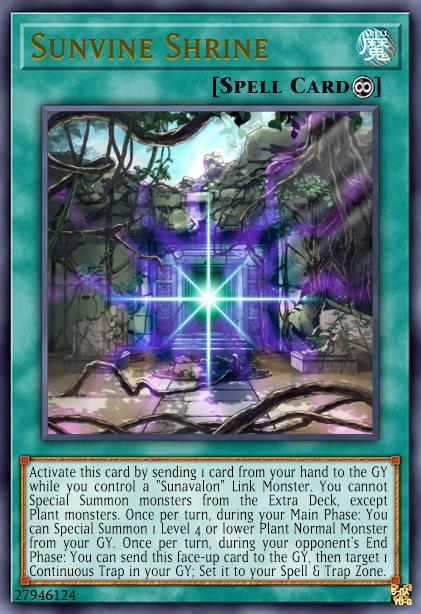 Sunvine Shrine
SPELL
魔
[Spell Card]
Activate this card by sending 1 card from your hand to the GY
while you control a "Sunavalon" Link Monster. You cannot
Special Summon monsters from the Extra Deck, except
Plant monsters. Once per turn, during your Main Phase: You
can Special Summon 1 Level 4 or lower Plant Normal Monster
from your GY. Once per turn, during your opponent's End
Phase: You can send this face-up card to the GY, then target 1
Continuous Trap in your GY; Set it to your Spell & Trap Zone.
27946124